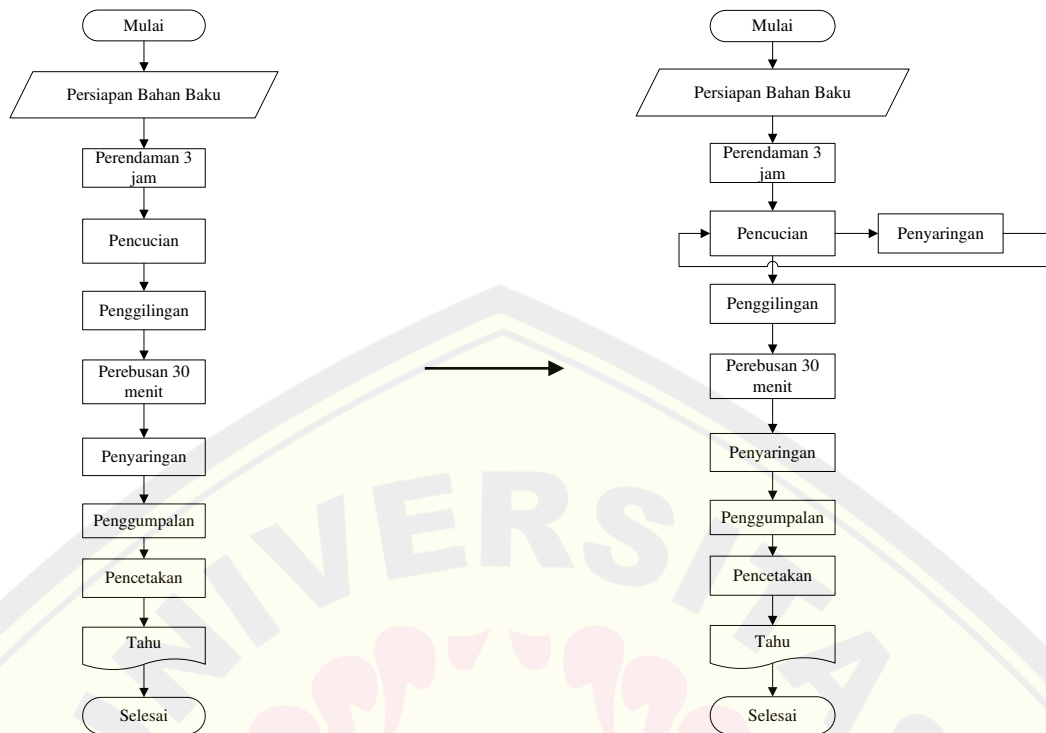 Mulai
Persiapan Bahan Baku
Perendaman 3
jam
Pencucian
Penggilingan
Perebusan 30
menit
Penyaringan
Penggumpalan
Pencetakan
Tahu
Selesai
Mulai
Persiapan Bahan Baku
Perendaman 3
jam
Pencucian
Penyaringan
Penggilingan
Perebusan 30
menit
Penyaringan
Penggumpalan
Pencetakan
Tahu
Selesai
NIVERSITA